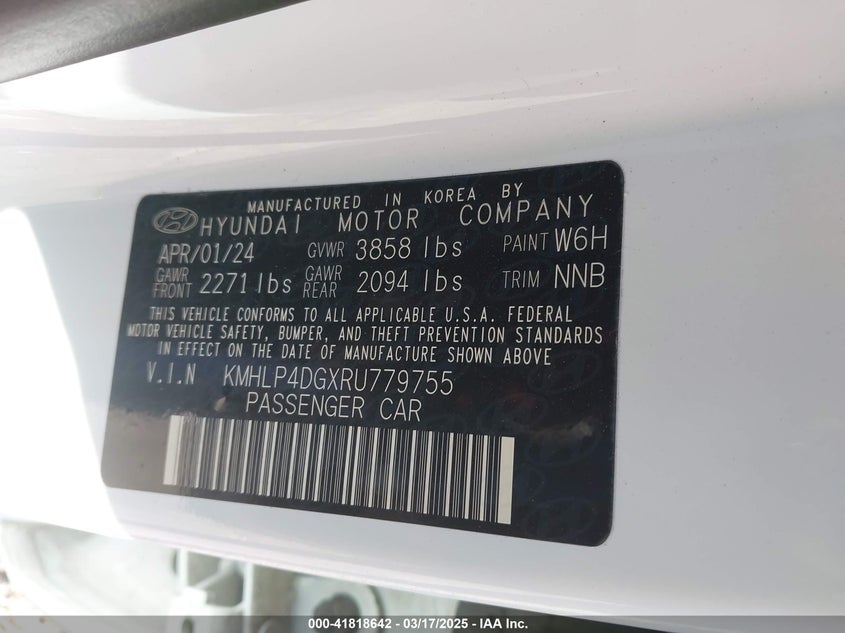 MANUFACTURED IN KOREA BY
HYUNDAI MOTOR COMPANY
APR/01/24 GVWR 3858 lbs PAINT W6H
GAWR FRONT 2271 lbs GAWR REAR 2094 lbs TRIM NNB
THIS VEHICLE CONFORMS TO ALL APPLICABLE U.S.A. FEDERAL
MOTOR VEHICLE SAFETY, BUMPER, AND THEFT PREVENTION STANDARDS
IN EFFECT ON THE DATE OF MANUFACTURE SHOWN ABOVE
V.I.N KMHLP4DGXRU779755
PASSENGER CAR
000-41818642 - 03/17/2025 - IAA Inc.